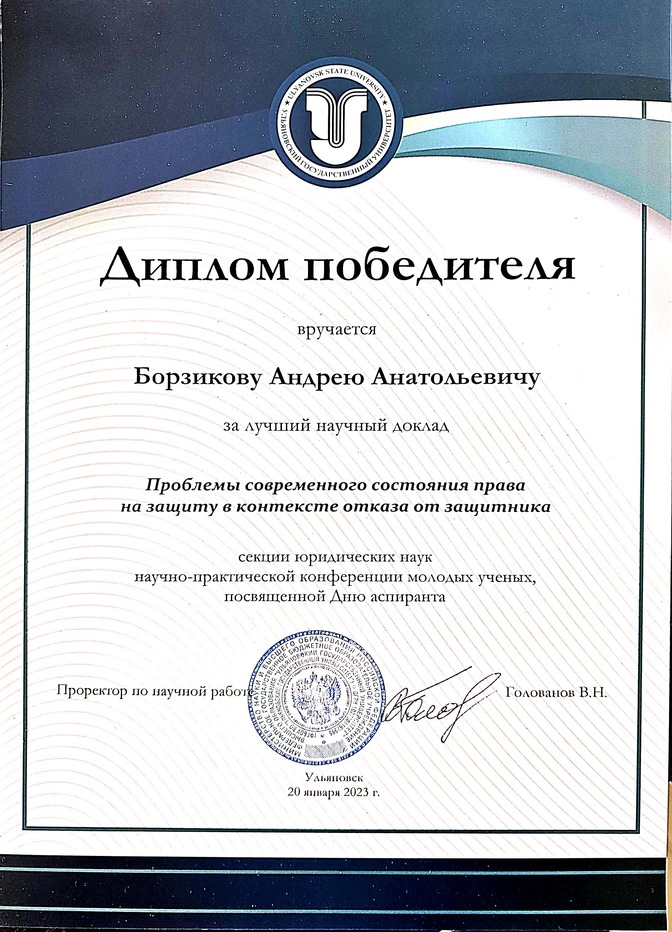 ULYANOVSK STATE UNIVERSITY
УЛЬЯНОВСКИЙ ГОСУДАРСТВЕННЫЙ УНИВЕРСИТЕТ
Диплом победителя
вручается
Борзикову Андрею Анатольевичу
за лучший научный доклад
Проблемы современного состояния права
на защиту в контексте отказа от защитника
секции юридических наук
научно-практической конференции молодых ученых,
посвященной Дню аспиранта
Проректор по научной работе
Голованов В.Н.
Ульяновск
20 января 2023 г.